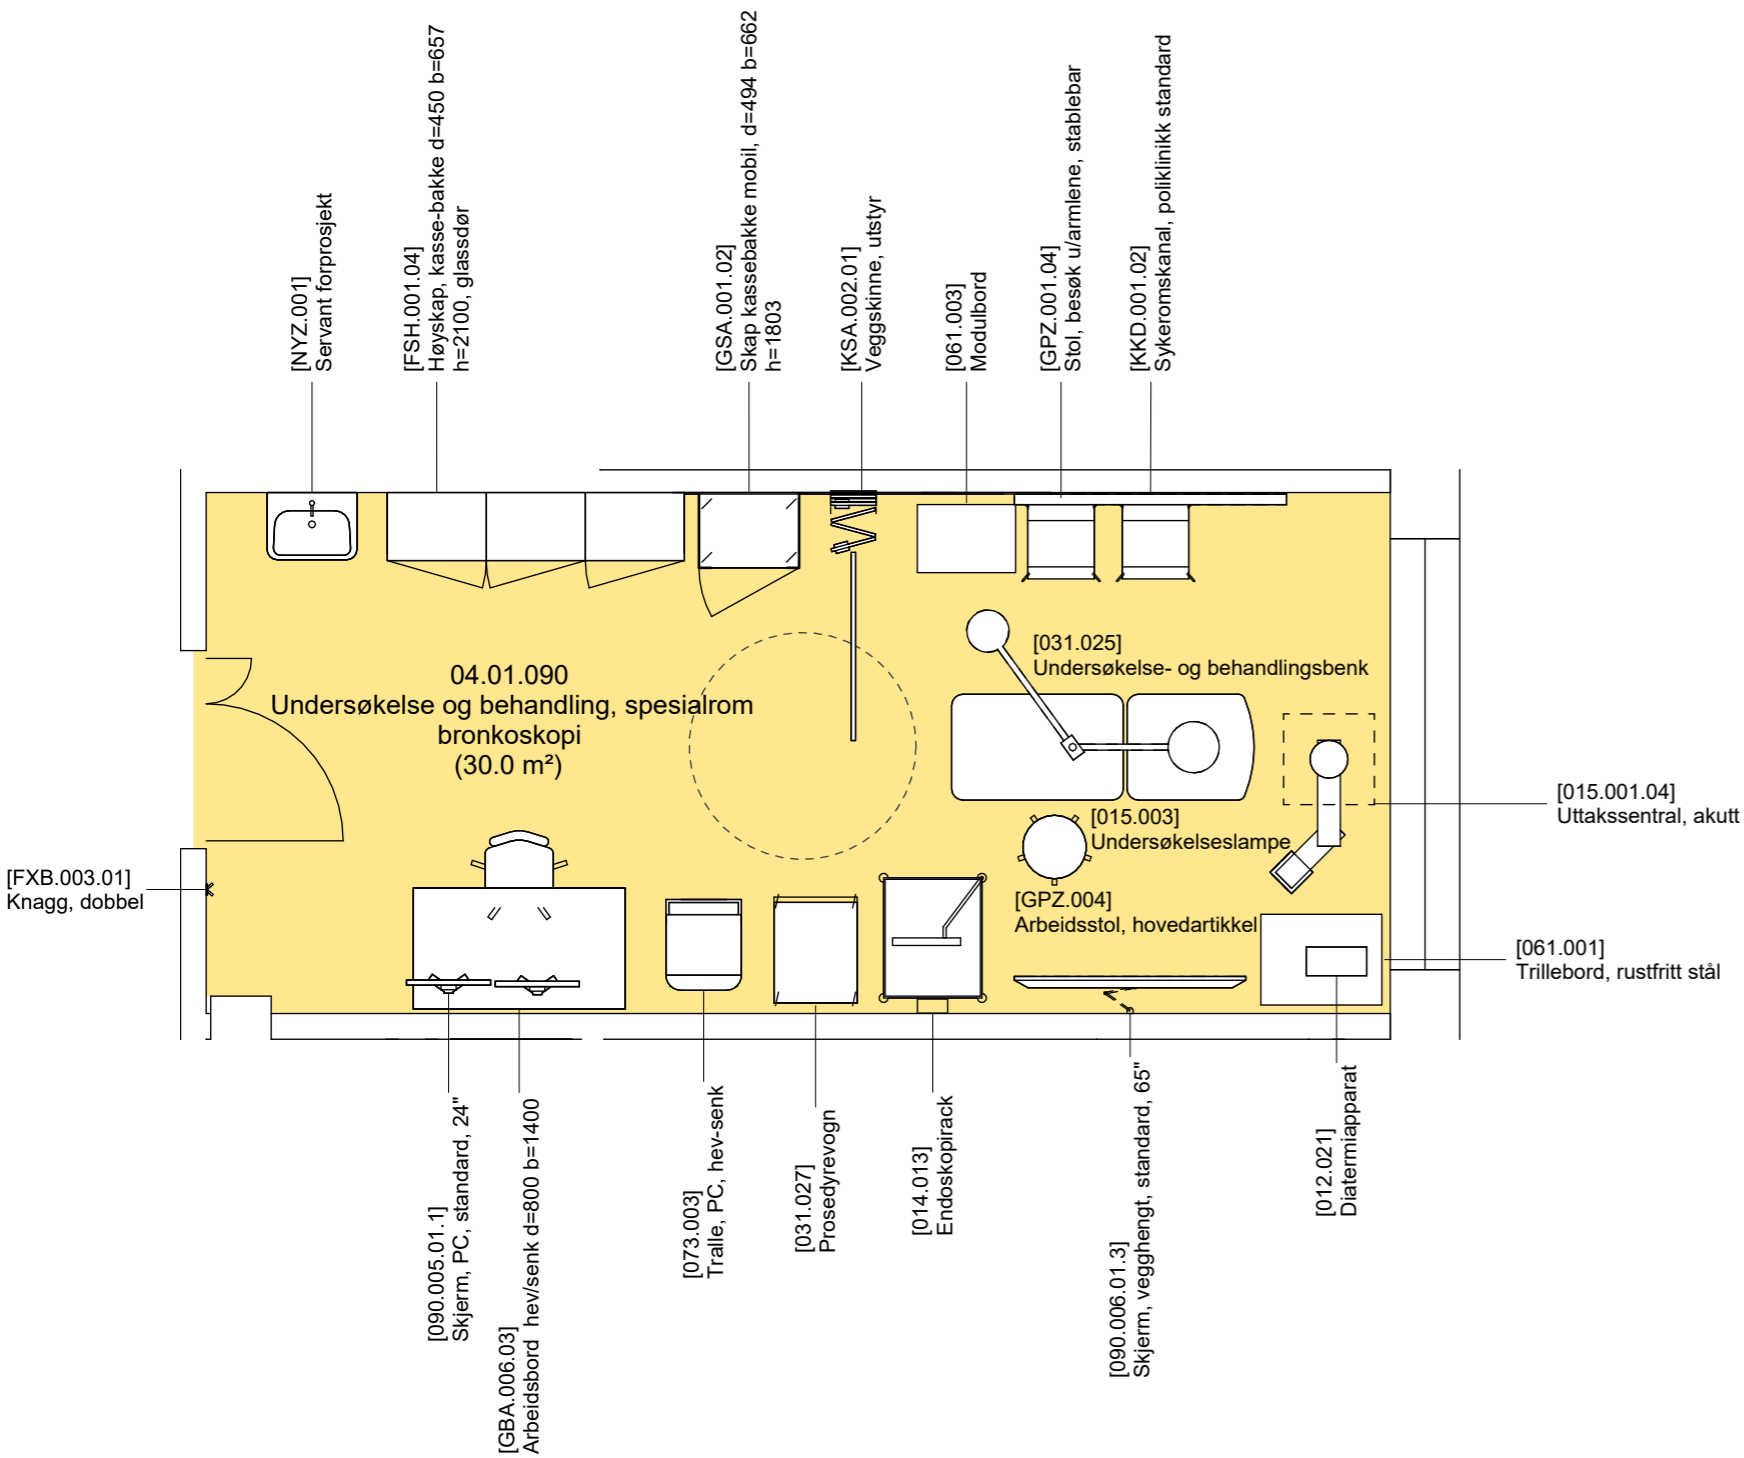 [NYZ.001]
Servant forprosjekt
[FSH.001.04]
Høyskap, kasse-bakke d=450 b=657
h=2100, glassdør
[GSA.001.02]
Skap kassebakke mobil, d=494 b=662
h=1803
[KSA.002.01]
Veggskinne, utstyr
[061.003]
Modulbord
[GPZ.001.04]
Stol, besøk u/armlene, stablebar
[KKD.001.02]
Sykeromskanal, poliklinikk standard
[031.025]
Undersøkelse- og behandlingsbenk
04.01.090
Undersøkelse og behandling, spesialrom
bronkoskopi
(30.0 m²)
[015.001.04]
Uttakssentral, akutt
[015.003]
Undersøkelseslampe
[FXB.003.01]
Knagg, dobbel
[GPZ.004]
Arbeidsstol, hovedartikkel
[061.001]
Trillebord, rustfritt stål
[090.005.01.1]
Skjerm, PC, standard, 24"
[GBA.006.03]
Arbeidsbord  hev/senk d=800 b=1400
[073.003]
Tralle, PC, hev-senk
[031.027]
Prosedyrevogn
[014.013]
Endoskopirack
[090.006.01.3]
Skjerm, vegghengt, standard, 65"
[012.021]
Diatermiapparat